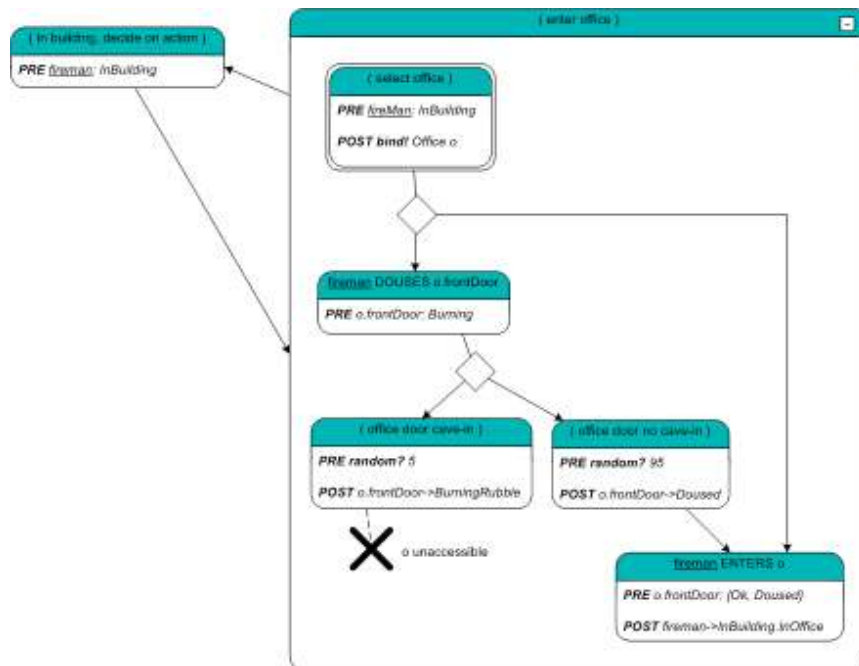 ( enter office )
( in building, decide on action )
PRE fireman: InBuilding
( select office )
PRE fireMan: InBuilding
POST bind! Office o
fireman DOUSES o.frontDoor
PRE o.frontDoor: Burning
( office door cave-in )
PRE random? 5
POST o.frontDoor->BurningRubble
( office door no cave-in )
PRE random? 95
POST o.frontDoor->Doused
o unaccessible
fireman ENTERS o
PRE o.frontDoor: (Ok, Doused)
POST fireman->InBuilding.InOffice